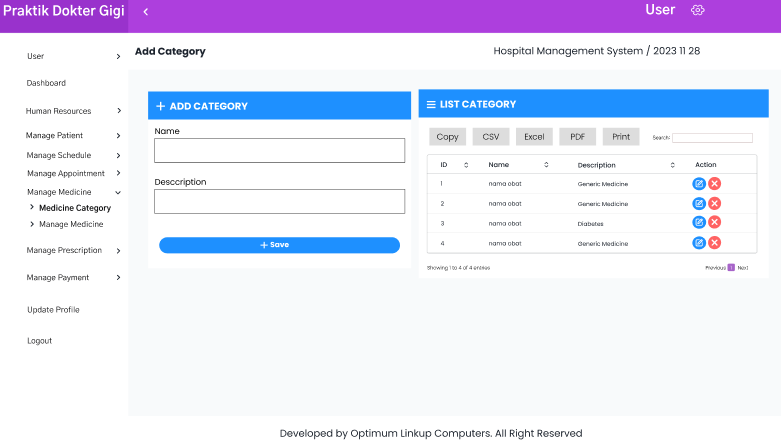 Praktik Dokter Gigi
User
Add Category
Hospital Management System / 2023 11 28
User
Dashboard
Human Resources
Manage Patient
Manage Schedule
Manage Appointment
Manage Medicine
Medicine Category
Manage Medicine
Manage Prescription
Manage Payment
Update Profile
Logout
+ ADD CATEGORY
Name
Desccription
+ Save
LIST CATEGORY
Copy CSV Excel PDF Print Search:
ID Name Description Action
1 nama obat Generic Medicine
2 nama obat Generic Medicine
3 nama obat Diabetes
4 nama obat Generic Medicine
Showing 1 to 4 of 4 entries
Previous 1 Next
Developed by Optimum Linkup Computers. All Right Reserved